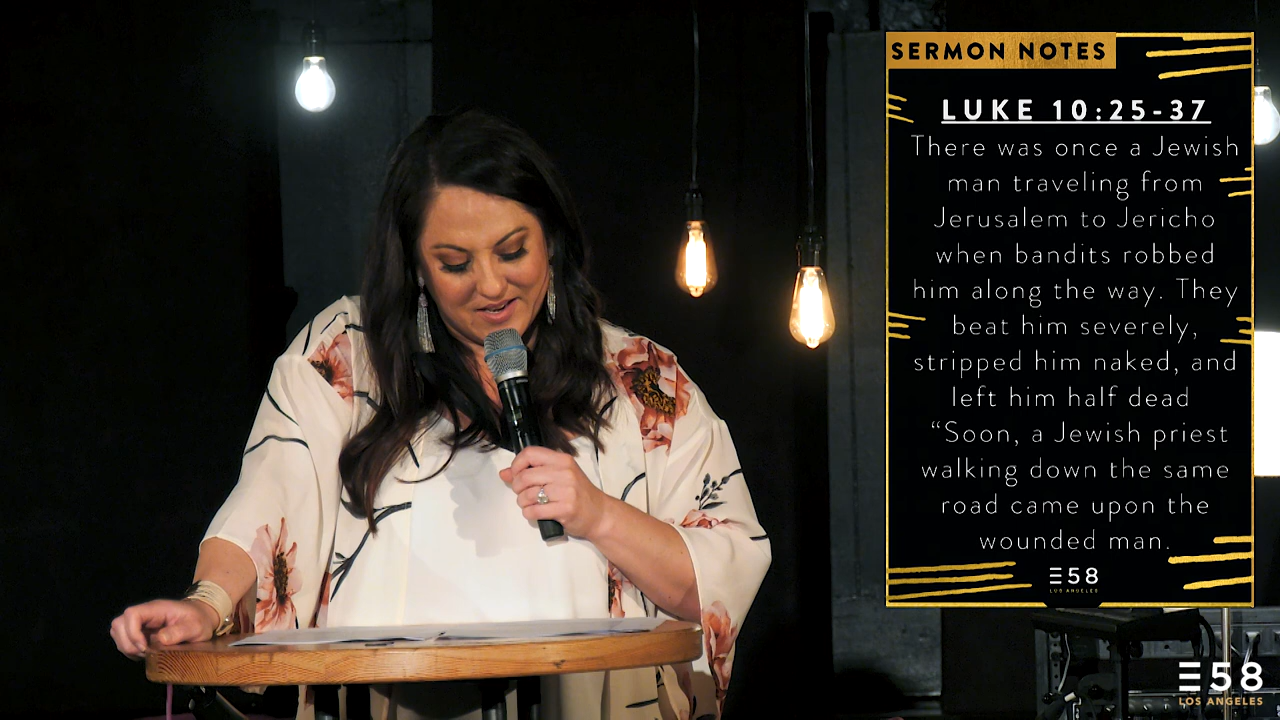 SERMON NOTES
LUKE 10:25-37
There was once a Jewish
man traveling from
Jerusalem to Jericho
when bandits robbed
him along the way. They
beat him severely,
stripped him naked, and
left him half dead
“Soon, a Jewish priest
walking down the same
road came upon the
wounded man.
E58
LOS ANGELES
E58
LOS ANGELES